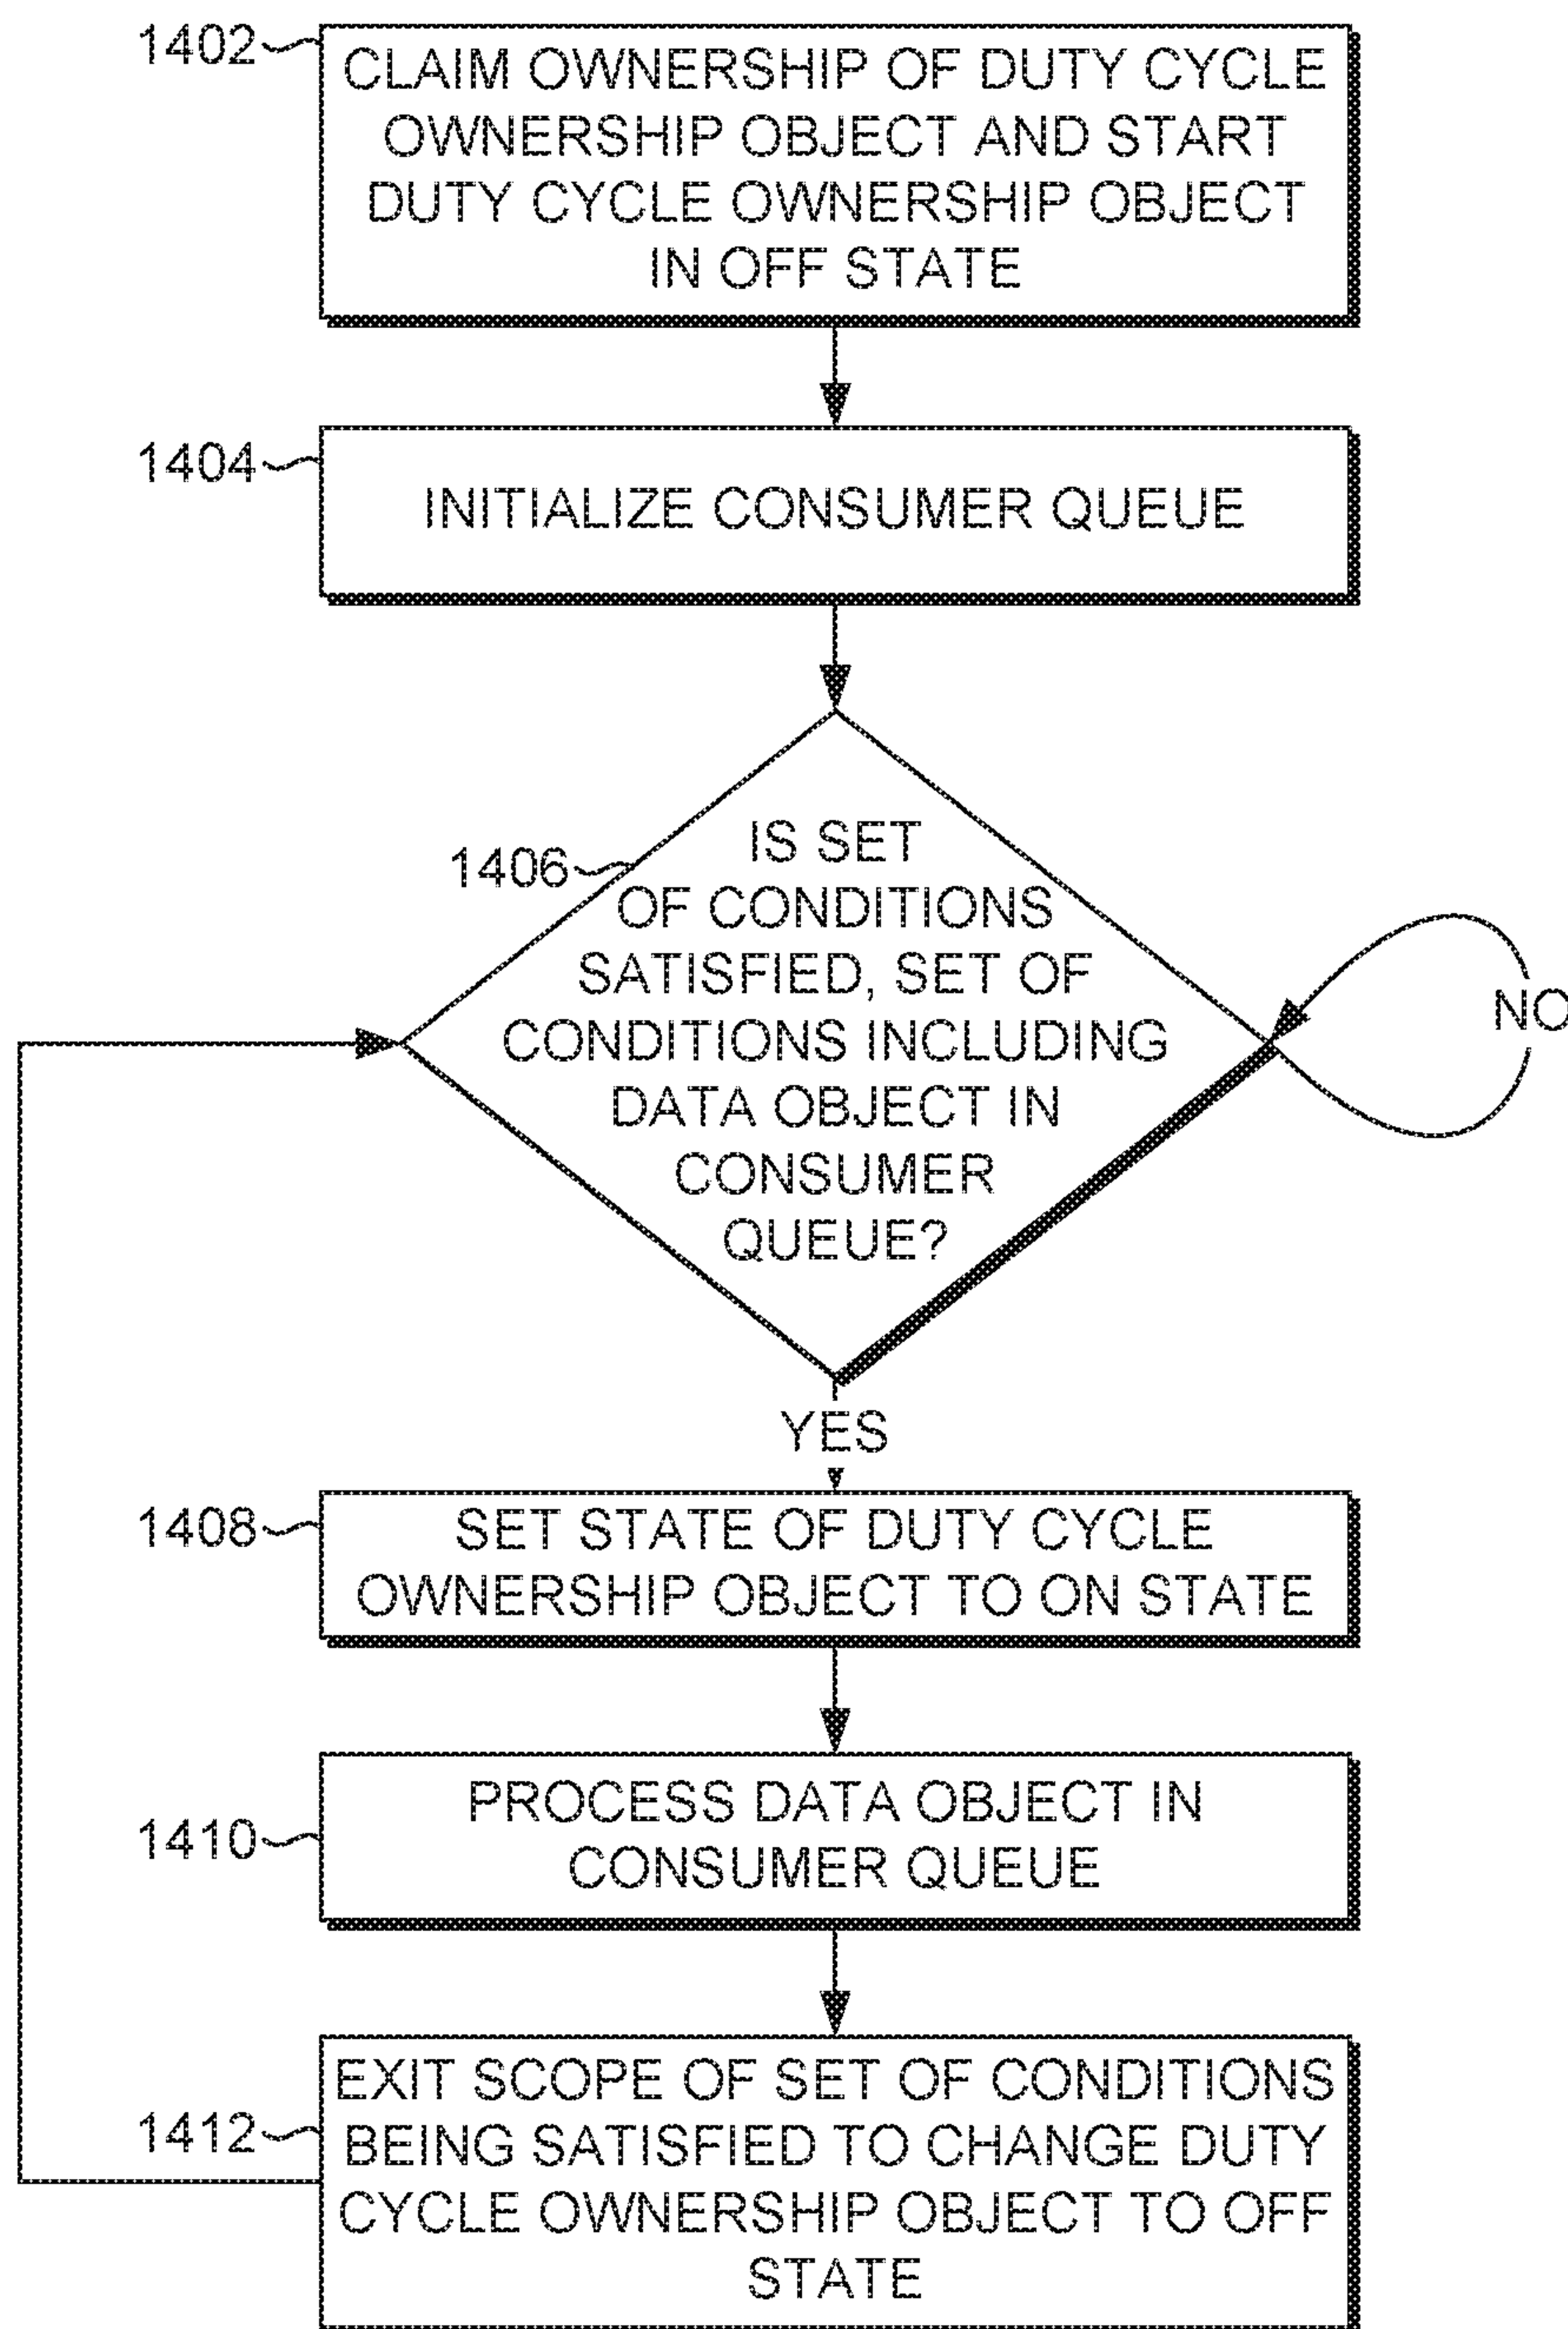 1402
CLAIM OWNERSHIP OF DUTY CYCLE
OWNERSHIP OBJECT AND START
DUTY CYCLE OWNERSHIP OBJECT
IN OFF STATE
1404
INITIALIZE CONSUMER QUEUE
1406
IS SET
OF CONDITIONS
SATISFIED, SET OF
CONDITIONS INCLUDING
DATA OBJECT IN
CONSUMER
QUEUE?
NO
YES
1408
SET STATE OF DUTY CYCLE
OWNERSHIP OBJECT TO ON STATE
1410
PROCESS DATA OBJECT IN
CONSUMER QUEUE
1412
EXIT SCOPE OF SET OF CONDITIONS
BEING SATISFIED TO CHANGE DUTY
CYCLE OWNERSHIP OBJECT TO OFF
STATE